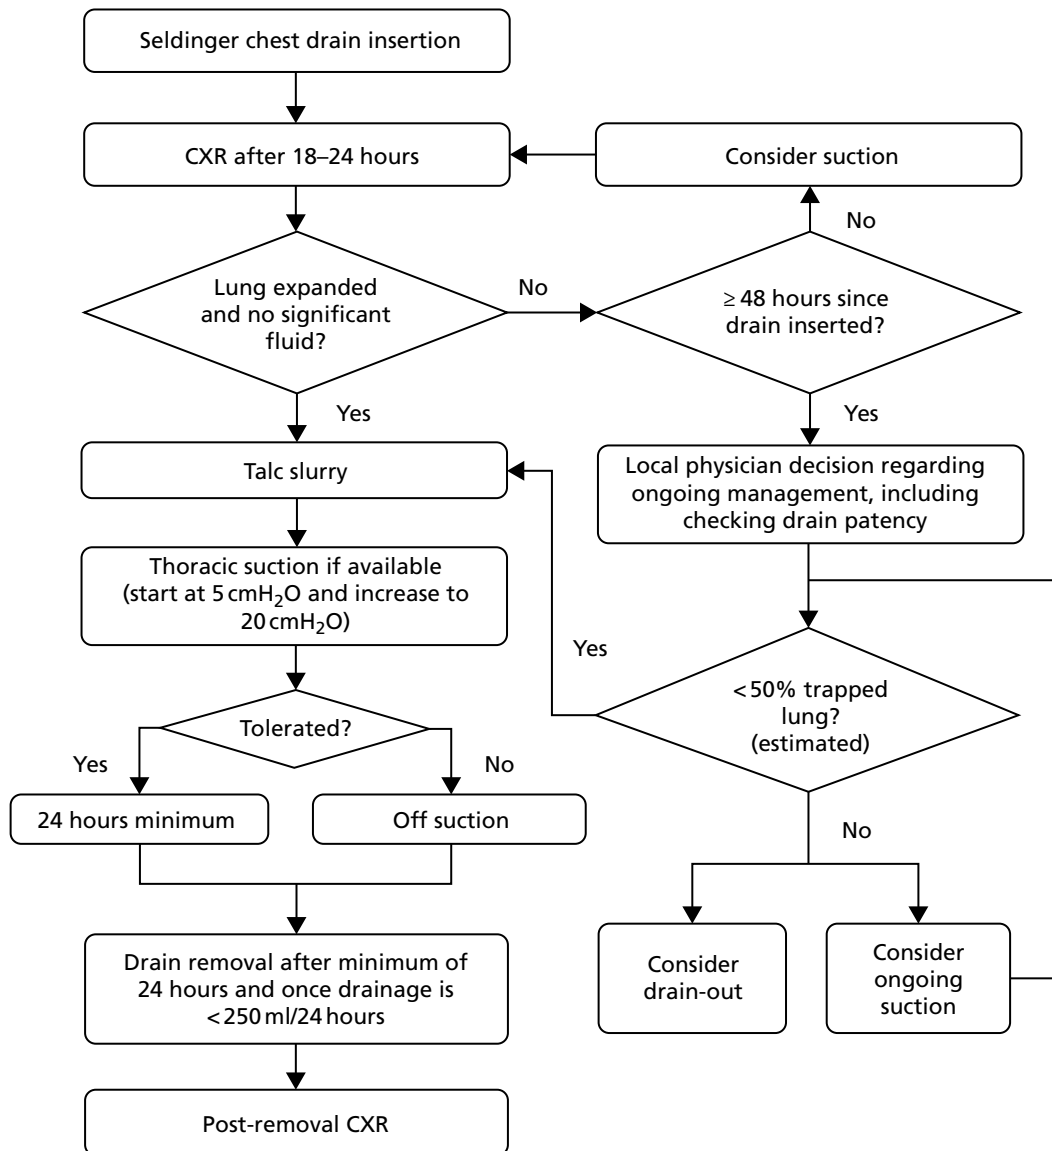 Seldinger chest drain insertion
CXR after 18–24 hours
Consider suction
No
Lung expanded
and no significant
fluid?
No
≥ 48 hours since
drain inserted?
Yes
Yes
Talc slurry
Local physician decision regarding
ongoing management, including
checking drain patency
Thoracic suction if available
(start at 5 cmH₂O and increase to
20 cmH₂O)
Yes
<50% trapped
lung?
(estimated)
Tolerated?
Yes
No
24 hours minimum
Off suction
No
Drain removal after minimum of
24 hours and once drainage is
<250 ml/24 hours
Consider
drain-out
Consider
ongoing
suction
Post-removal CXR